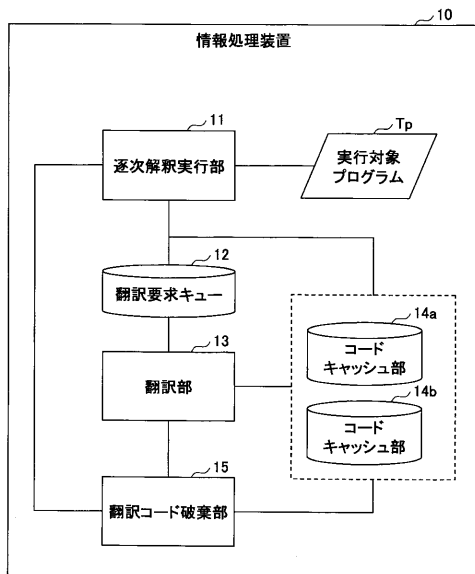 10
情報処理装置
11
逐次解釈実行部
Tp
実行対象
プログラム
12
翻訳要求キュー
13
翻訳部
14a
コード
キャッシュ部
14b
コード
キャッシュ部
15
翻訳コード破棄部